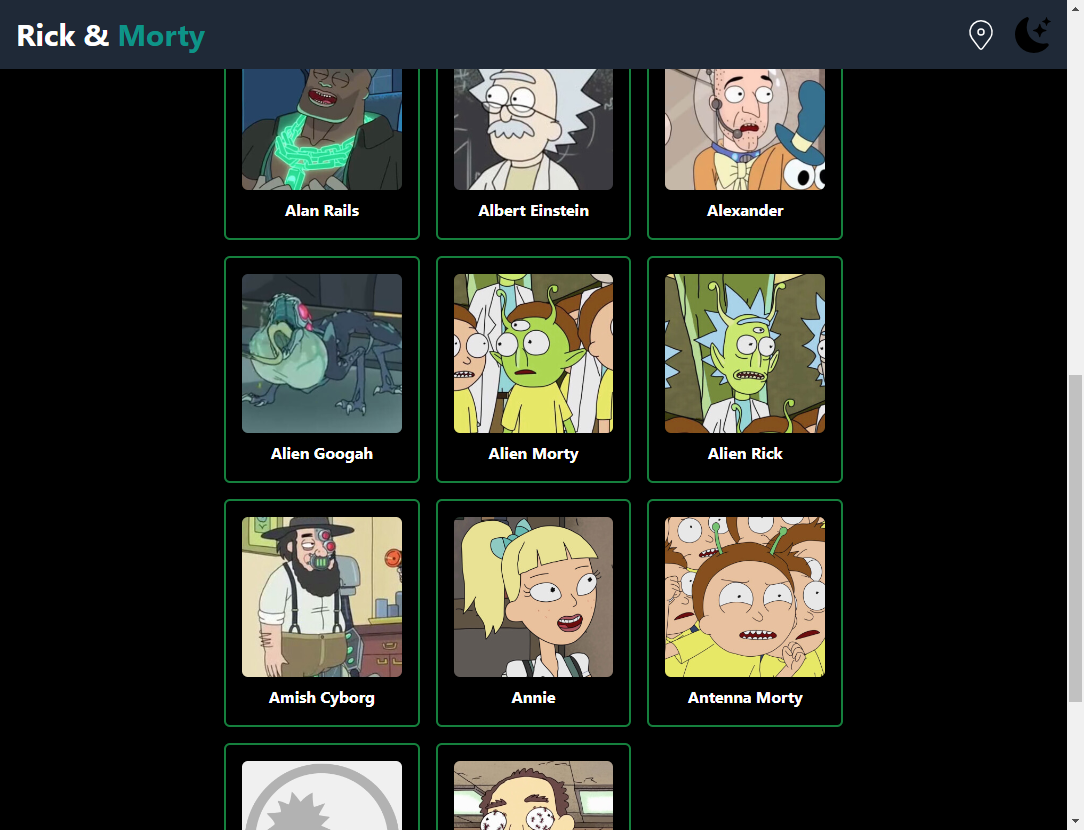 Rick & Morty
Alan Rails
Albert Einstein
Alexander
Alien Googah
Alien Morty
Alien Rick
Amish Cyborg
Annie
Antenna Morty